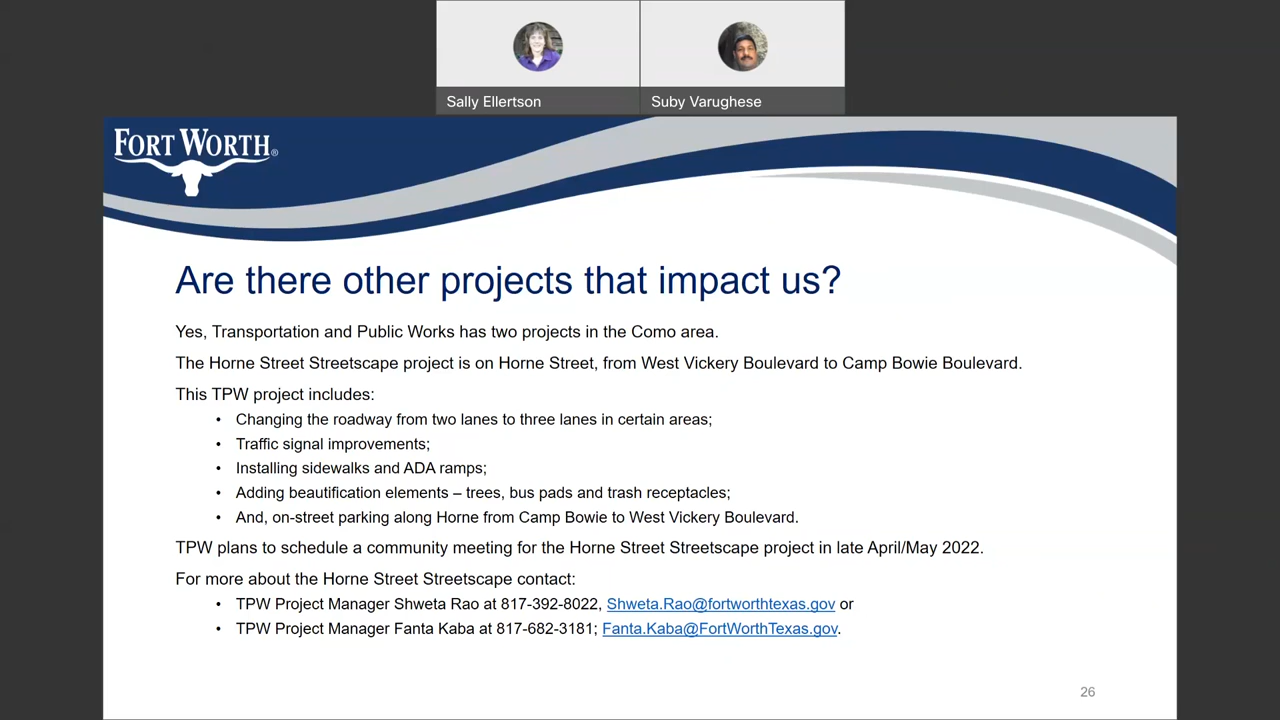 Sally Ellertson
Suby Varughese
FORT WORTH®
Are there other projects that impact us?
Yes, Transportation and Public Works has two projects in the Como area.
The Horne Street Streetscape project is on Horne Street, from West Vickery Boulevard to Camp Bowie Boulevard.
This TPW project includes:
• Changing the roadway from two lanes to three lanes in certain areas;
• Traffic signal improvements;
• Installing sidewalks and ADA ramps;
• Adding beautification elements – trees, bus pads and trash receptacles;
• And, on-street parking along Horne from Camp Bowie to West Vickery Boulevard.
TPW plans to schedule a community meeting for the Horne Street Streetscape project in late April/May 2022.
For more about the Horne Street Streetscape contact:
• TPW Project Manager Shweta Rao at 817-392-8022, Shweta.Rao@fortworthtexas.gov or
• TPW Project Manager Fanta Kaba at 817-682-3181; Fanta.Kaba@FortWorthTexas.gov.
26